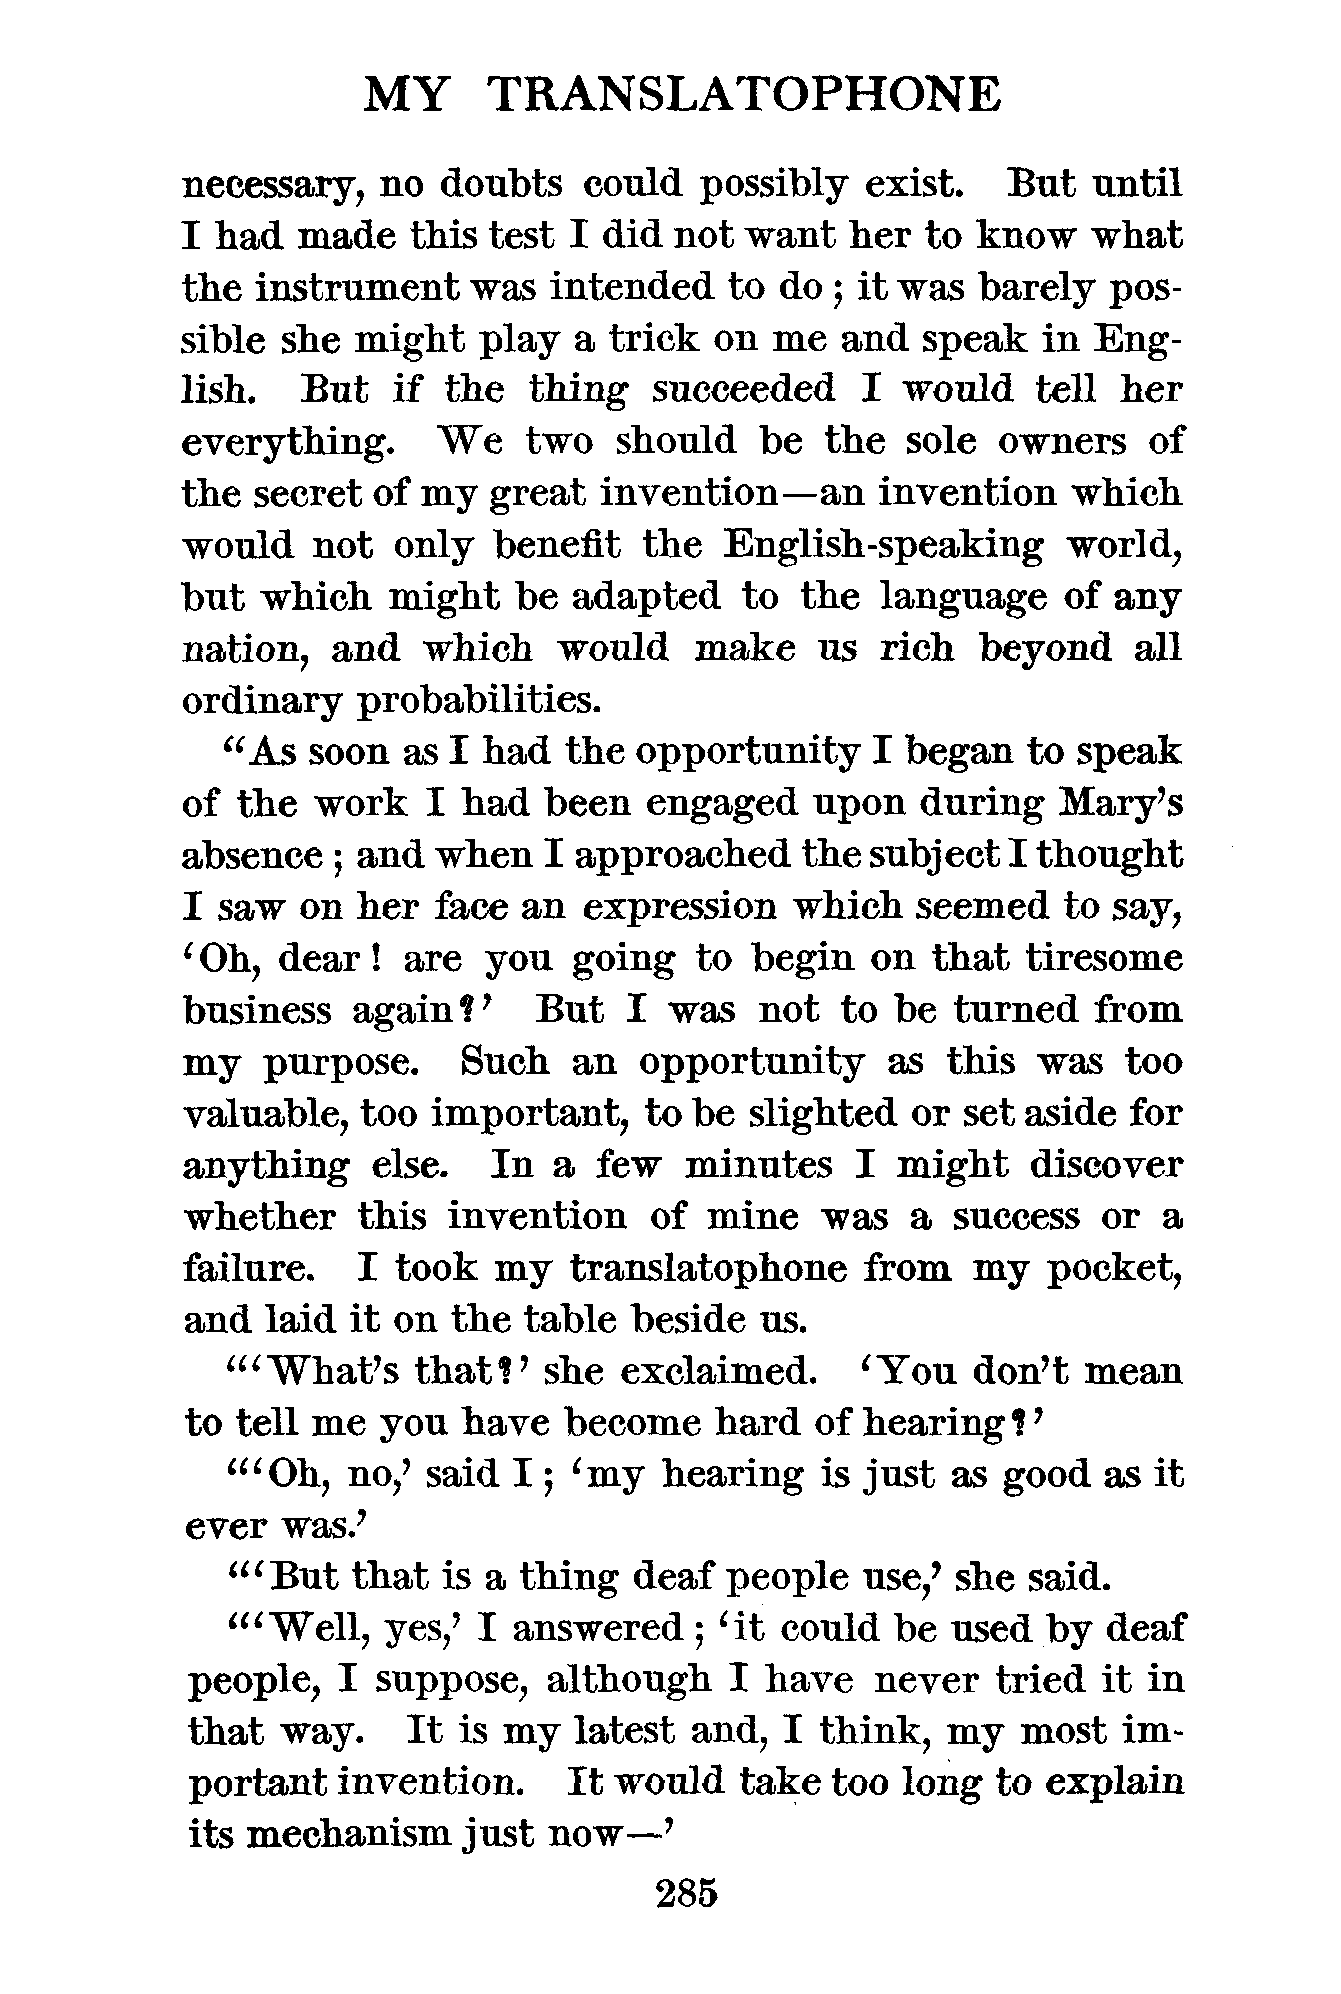 MY TRANSLATOPHONE
necessary, no doubts could possibly exist. But until
I had made this test I did not want her to know what
the instrument was intended to do; it was barely pos-
sible she might play a trick on me and speak in Eng-
lish. But if the thing succeeded I would tell her
everything. We two should be the sole owners of
the secret of my great invention—an invention which
would not only benefit the English-speaking world,
but which might be adapted to the language of any
nation, and which would make us rich beyond all
ordinary probabilities.
“As soon as I had the opportunity I began to speak
of the work I had been engaged upon during Mary’s
absence; and when I approached the subject I thought
I saw on her face an expression which seemed to say,
‘Oh, dear! are you going to begin on that tiresome
business again?’ But I was not to be turned from
my purpose. Such an opportunity as this was too
valuable, too important, to be slighted or set aside for
anything else. In a few minutes I might discover
whether this invention of mine was a success or a
failure. I took my translatophone from my pocket,
and laid it on the table beside us.
“‘What’s that?’ she exclaimed. ‘You don’t mean
to tell me you have become hard of hearing?’
“‘Oh, no,’ said I; ‘my hearing is just as good as it
ever was.’
“‘But that is a thing deaf people use,’ she said.
“‘Well, yes,’ I answered; ‘it could be used by deaf
people, I suppose, although I have never tried it in
that way. It is my latest and, I think, my most im-
portant invention. It would take too long to explain
its mechanism just now—’
285